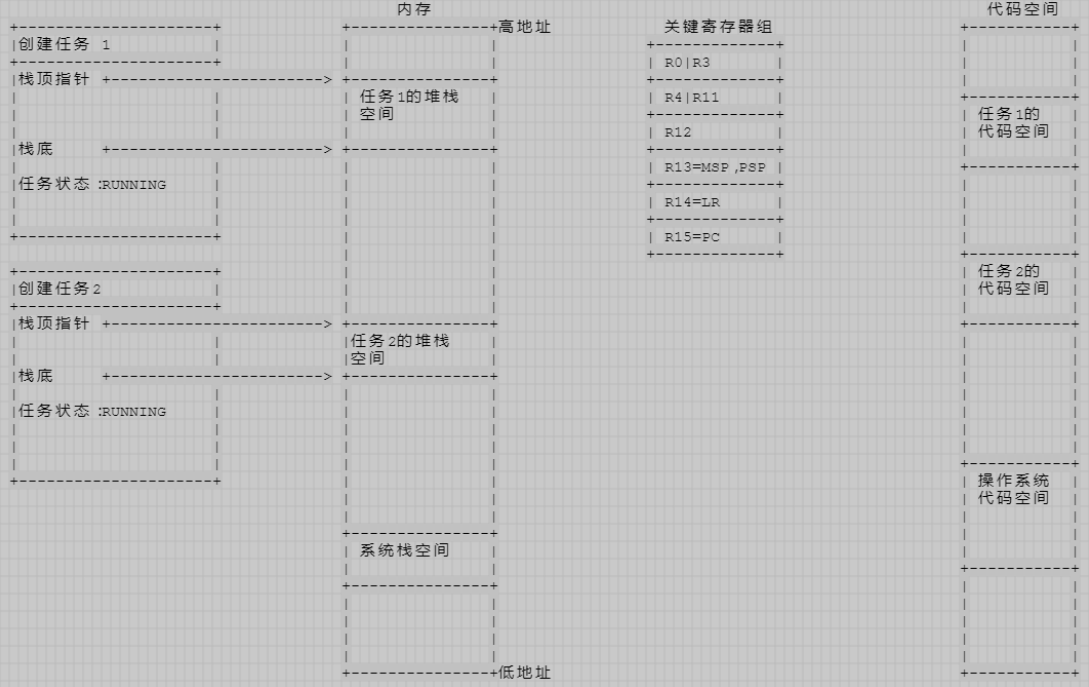 内存
代码空间
高地址
关键寄存器组
创建任务 1
R0|R3
栈顶指针
任务1的堆栈
空间
R4|R11
任务1的
代码空间
R12
栈底
R13=MSP,PSP
任务状态:RUNNING
R14=LR
R15=PC
创建任务2
任务2的
代码空间
栈顶指针
任务2的堆栈
空间
栈底
任务状态:RUNNING
操作系统
代码空间
系统栈空间
低地址